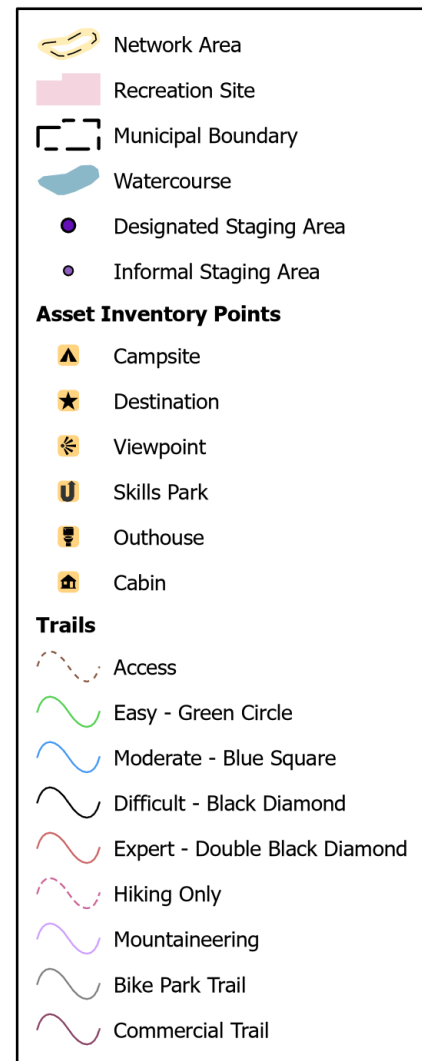 Network Area
Recreation Site
Municipal Boundary
Watercourse
Designated Staging Area
Informal Staging Area
Asset Inventory Points
Campsite
Destination
Viewpoint
Skills Park
Outhouse
Cabin
Trails
Access
Easy - Green Circle
Moderate - Blue Square
Difficult - Black Diamond
Expert - Double Black Diamond
Hiking Only
Mountaineering
Bike Park Trail
Commercial Trail